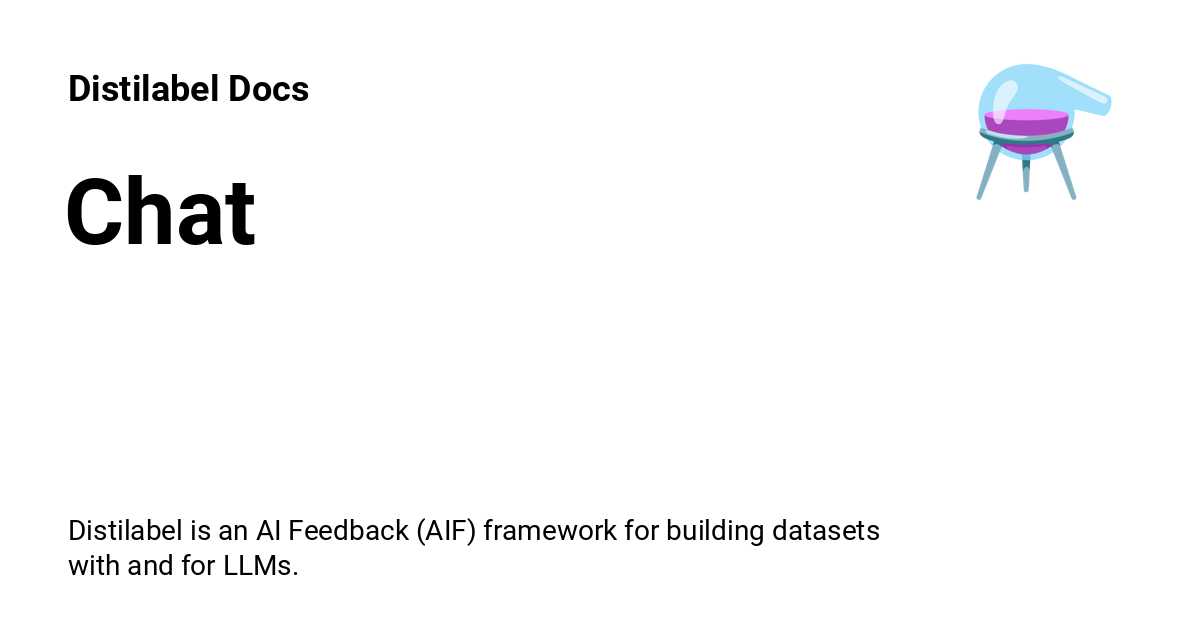 Distilabel Docs
Chat
Distilabel is an AI Feedback (AIF) framework for building datasets
with and for LLMs.